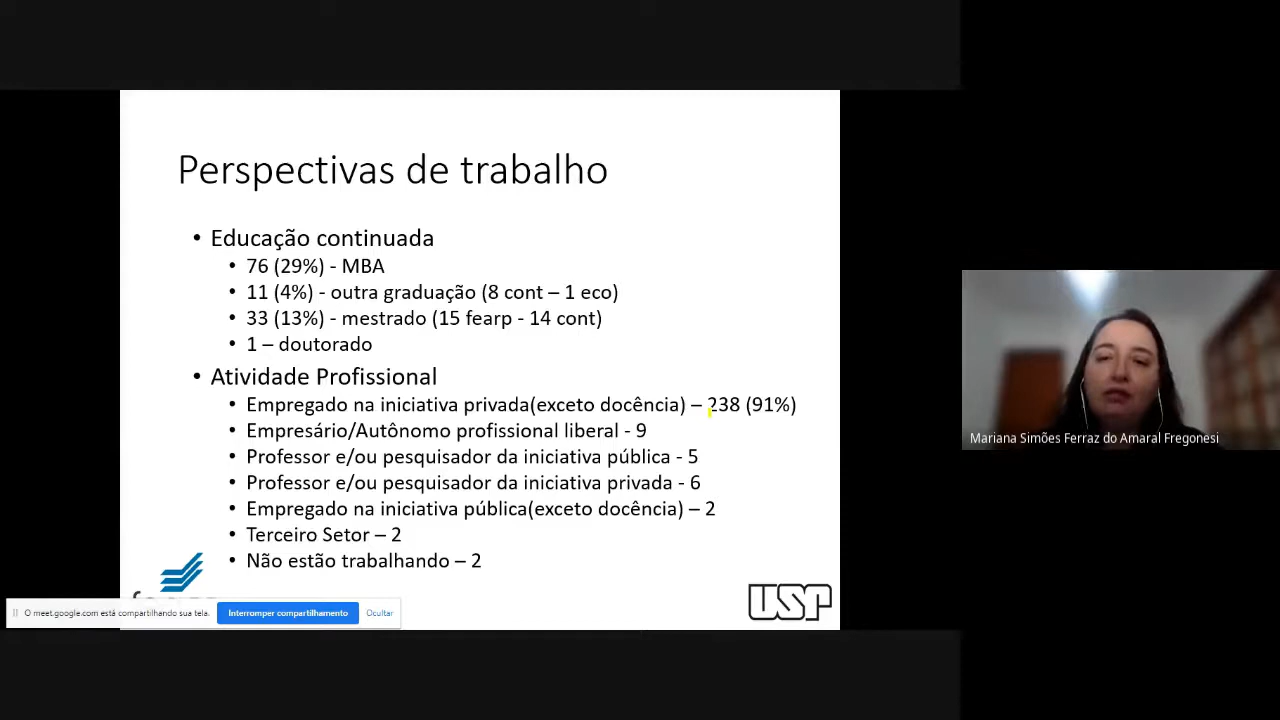 Perspectivas de trabalho
• Educação continuada
• 76 (29%) - MBA
• 11 (4%) - outra graduação (8 cont – 1 eco)
• 33 (13%) - mestrado (15 fearp - 14 cont)
• 1 – doutorado
• Atividade Profissional
• Empregado na iniciativa privada(exceto docência) – 238 (91%)
• Empresário/Autônomo profissional liberal - 9
• Professor e/ou pesquisador da iniciativa pública - 5
• Professor e/ou pesquisador da iniciativa privada - 6
• Empregado na iniciativa pública(exceto docência) – 2
• Terceiro Setor – 2
• Não estão trabalhando – 2
USP
O meet.google.com está compartilhando sua tela.
Interromper compartilhamento
Ocultar
Mariana Simões Ferraz do Amaral Fregonesi